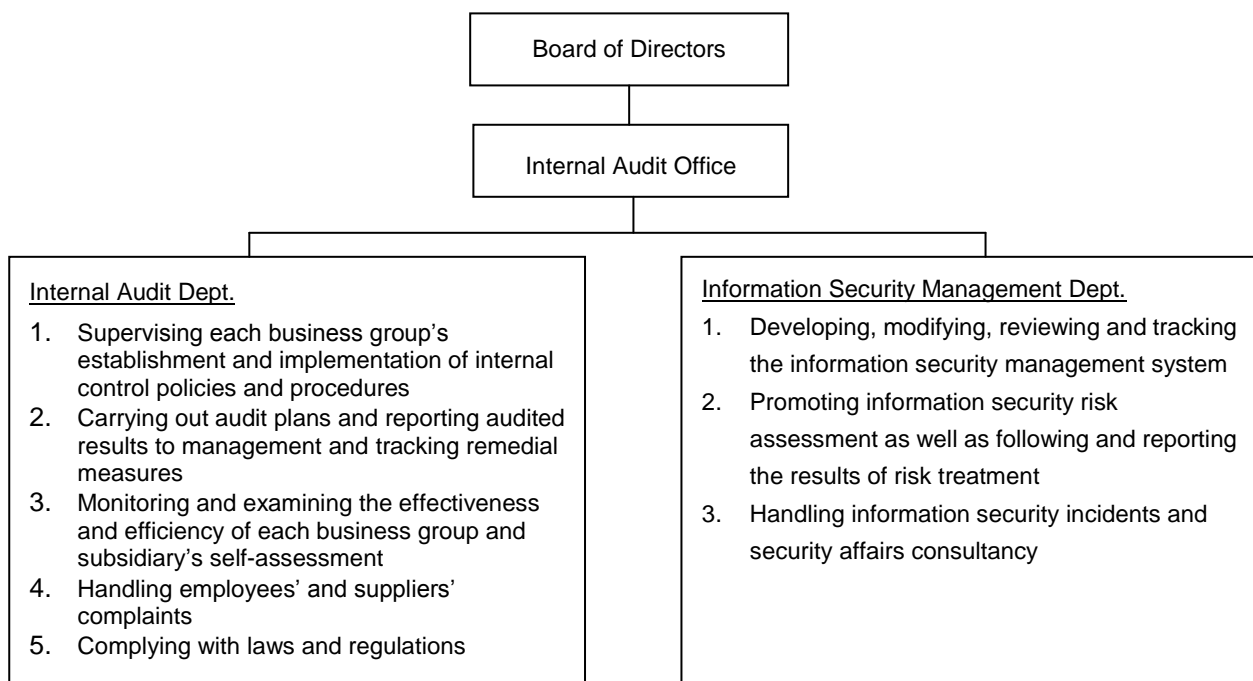 Board of Directors
Internal Audit Office
Internal Audit Dept.
1. Supervising each business group’s
establishment and implementation of internal
control policies and procedures
2. Carrying out audit plans and reporting audited
results to management and tracking remedial
measures
3. Monitoring and examining the effectiveness
and efficiency of each business group and
subsidiary’s self-assessment
4. Handling employees’ and suppliers’
complaints
5. Complying with laws and regulations
Information Security Management Dept.
1. Developing, modifying, reviewing and tracking
the information security management system
2. Promoting information security risk
assessment as well as following and reporting
the results of risk treatment
3. Handling information security incidents and
security affairs consultancy